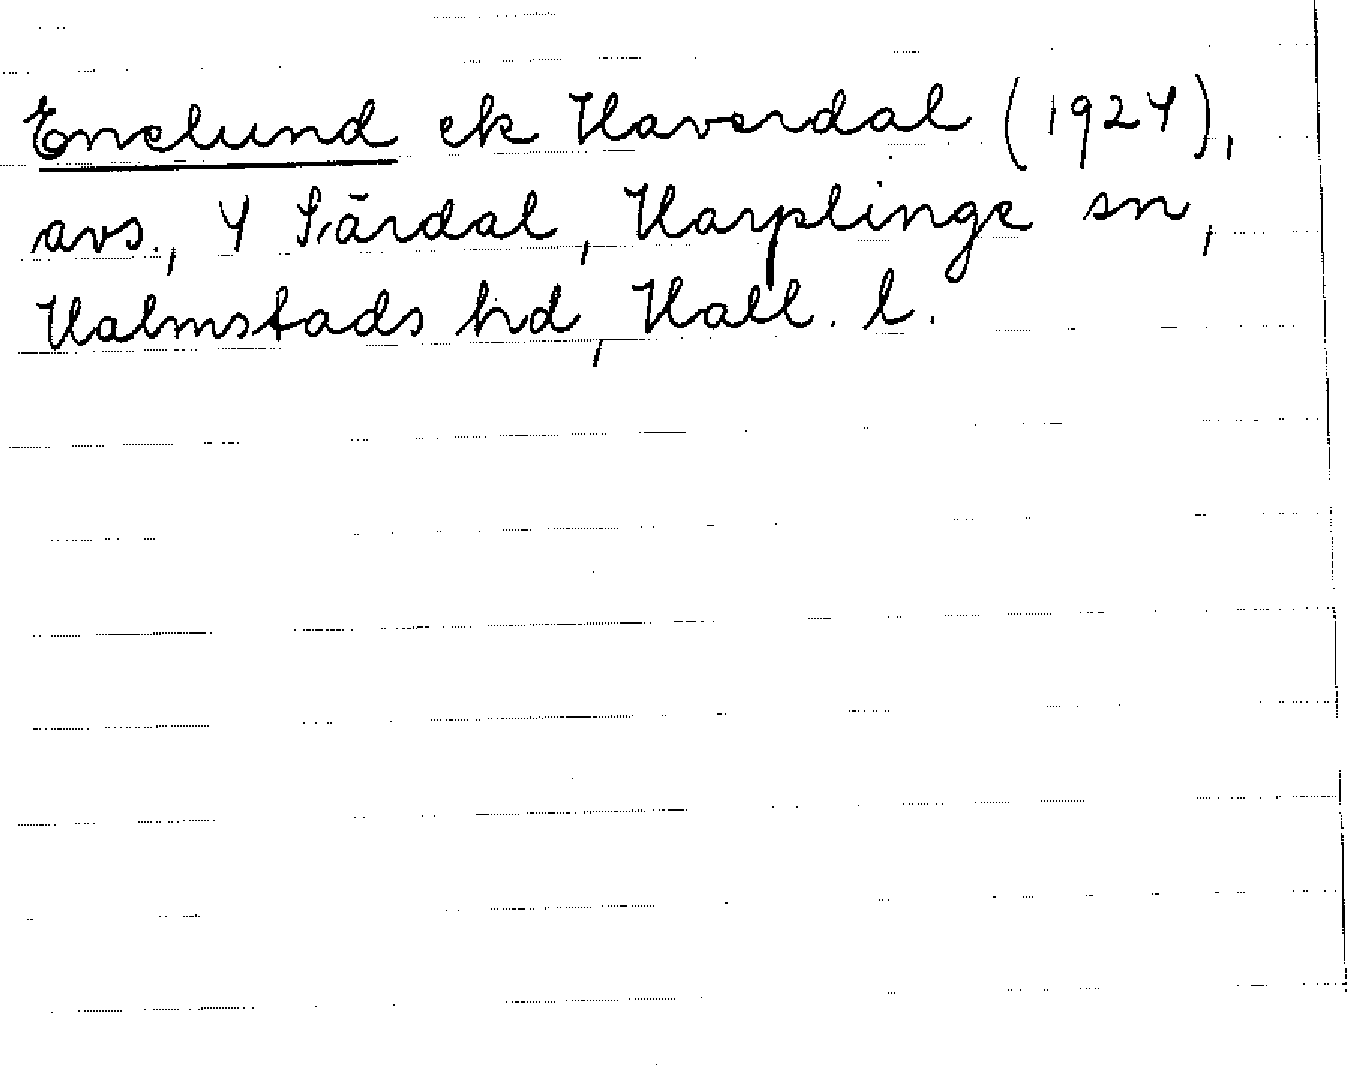 Enelund ek Haverdal (1924),
avs., 4 Särdal, Harplinge sn,
Halmstads hd, Hall. l.